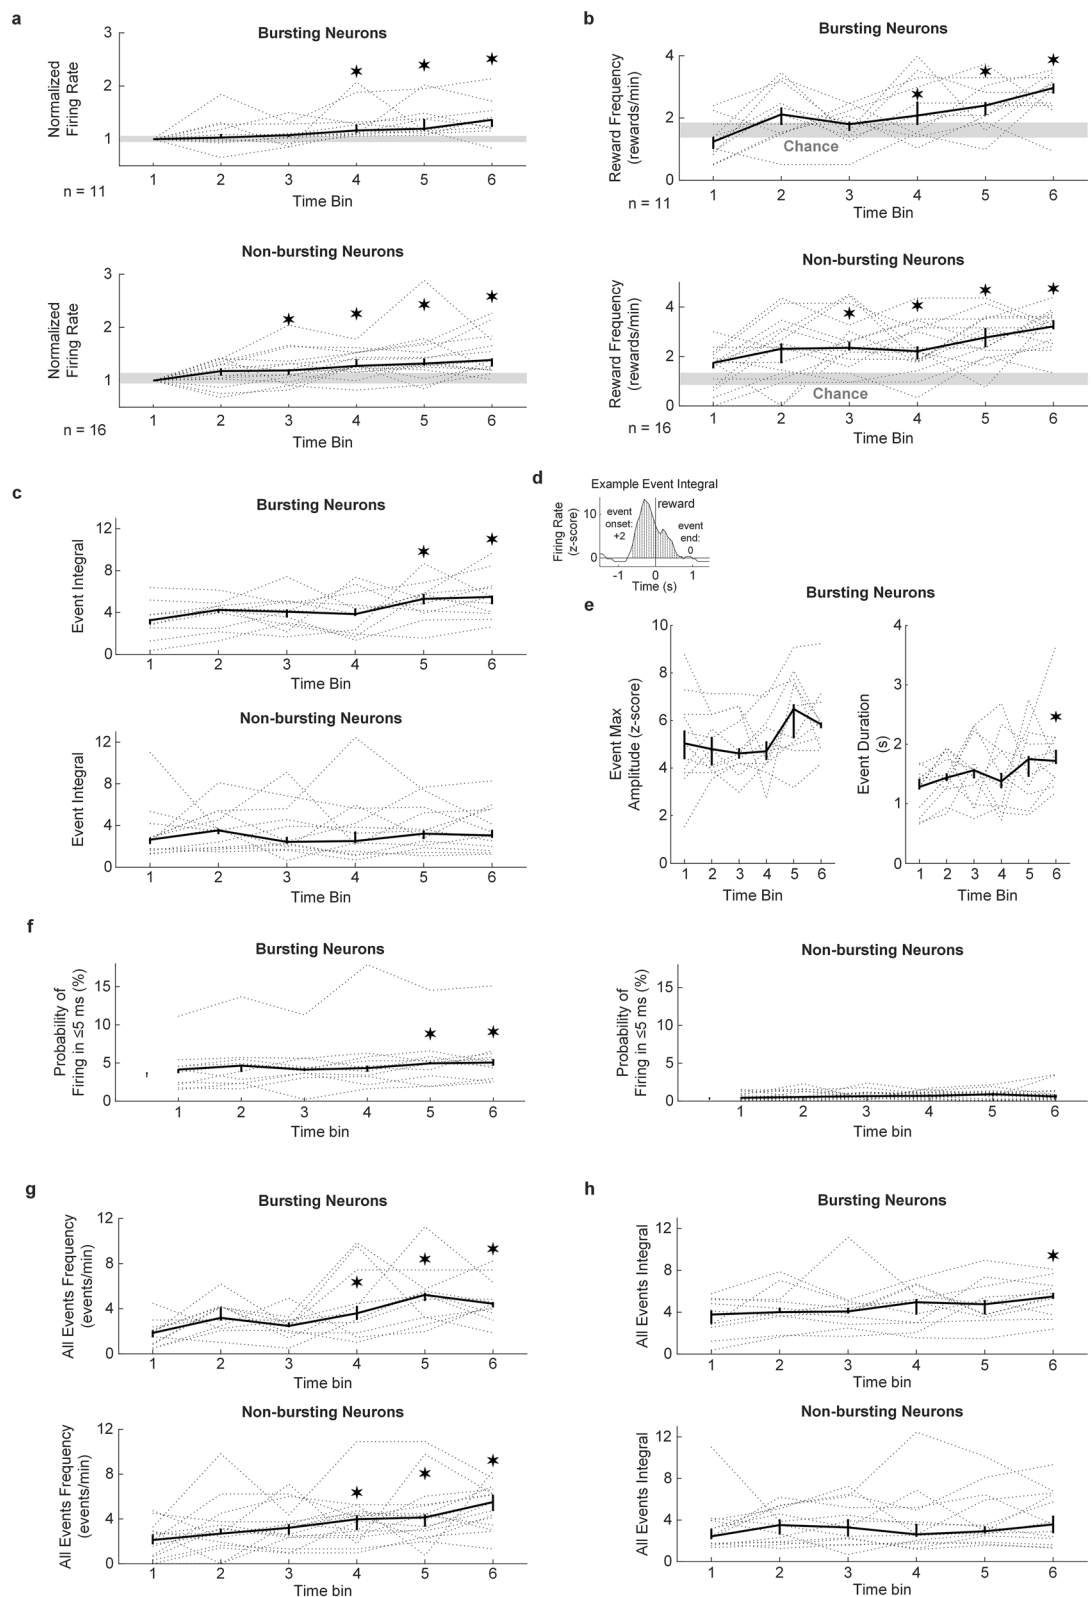 a
Bursting Neurons
Normalized
Firing Rate
3
2
1
1 2 3 4 5 6
n = 11
Time Bin
Non-bursting Neurons
Normalized
Firing Rate
3
2
1
1 2 3 4 5 6
n = 16
Time Bin
b
Bursting Neurons
Reward Frequency
(rewards/min)
4
2
0
Chance
1 2 3 4 5 6
n = 11
Time Bin
Non-bursting Neurons
Reward Frequency
(rewards/min)
4
2
0
Chance
1 2 3 4 5 6
n = 16
Time Bin
c
Bursting Neurons
Event Integral
12
8
4
0
1 2 3 4 5 6
Time Bin
Non-bursting Neurons
Event Integral
12
8
4
0
1 2 3 4 5 6
Time Bin
d
Example Event Integral
Firing Rate
(z-score)
10
0
event
onset:
+2
reward
event
end:
0
-1 0 1
Time (s)
e
Bursting Neurons
Event Max
Amplitude (z-score)
10
8
6
4
2
0
1 2 3 4 5 6
Time Bin
Event Duration
(s)
4
3
2
1
0
1 2 3 4 5 6
Time Bin
f
Bursting Neurons
Probability of
Firing in ≤5 ms (%)
15
10
5
0
1 2 3 4 5 6
Time bin
Non-bursting Neurons
Probability of
Firing in ≤5 ms (%)
15
10
5
0
1 2 3 4 5 6
Time bin
g
Bursting Neurons
All Events Frequency
(events/min)
12
8
4
0
1 2 3 4 5 6
Time bin
Non-bursting Neurons
All Events Frequency
(events/min)
12
8
4
0
1 2 3 4 5 6
Time bin
h
Bursting Neurons
All Events Integral
12
8
4
0
1 2 3 4 5 6
Time bin
Non-bursting Neurons
All Events Integral
12
8
4
0
1 2 3 4 5 6
Time bin